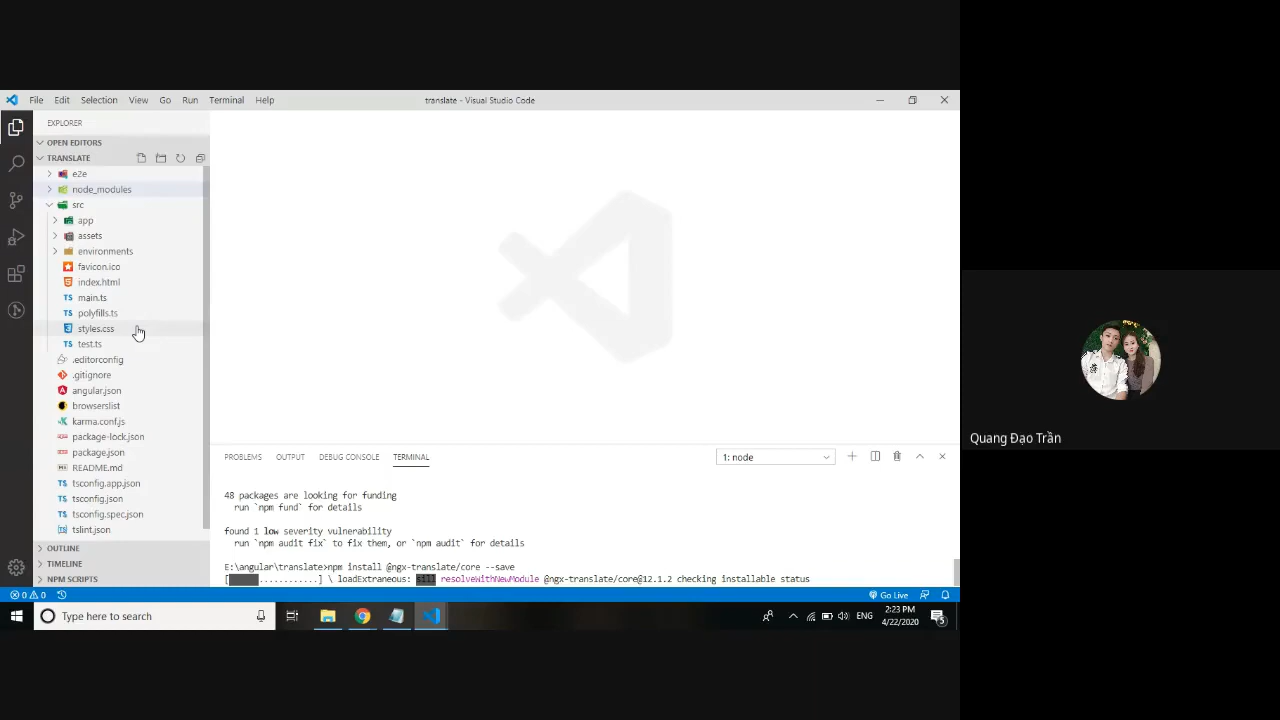 File Edit Selection View Go Run Terminal Help
translate - Visual Studio Code
EXPLORER
OPEN EDITORS
TRANSLATE
e2e
node_modules
src
app
assets
environments
favicon.ico
index.html
main.ts
polyfills.ts
styles.css
test.ts
.editorconfig
.gitignore
angular.json
browserslist
karma.conf.js
package-lock.json
package.json
README.md
tsconfig.app.json
tsconfig.json
tsconfig.spec.json
tslint.json
OUTLINE
TIMELINE
NPM SCRIPTS
PROBLEMS OUTPUT DEBUG CONSOLE TERMINAL
1: node
48 packages are looking for funding
run `npm fund` for details
found 1 low severity vulnerability
run `npm audit fix` to fix them, or `npm audit` for details
E:\angular\translate>npm install @ngx-translate/core --save
[ ............] \ loadExtraneous: sill resolveWithNewModule @ngx-translate/core@12.1.2 checking installable status
0 0
Go Live
Type here to search
ENG
2:23 PM
4/22/2020
5
Quang Đạo Trần